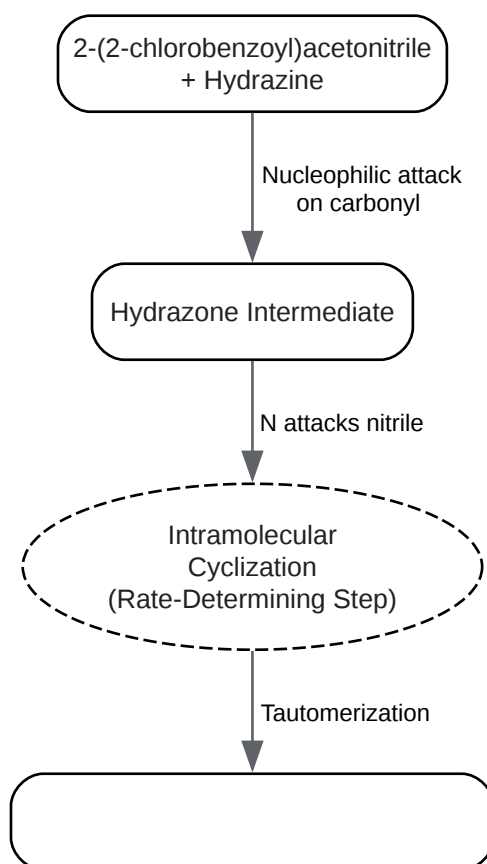 2-(2-chlorobenzoyl)acetonitrile
+ Hydrazine
Nucleophilic attack
on carbonyl
Hydrazone Intermediate
N attacks nitrile
Intramolecular
Cyclization
(Rate-Determining Step)
Tautomerization